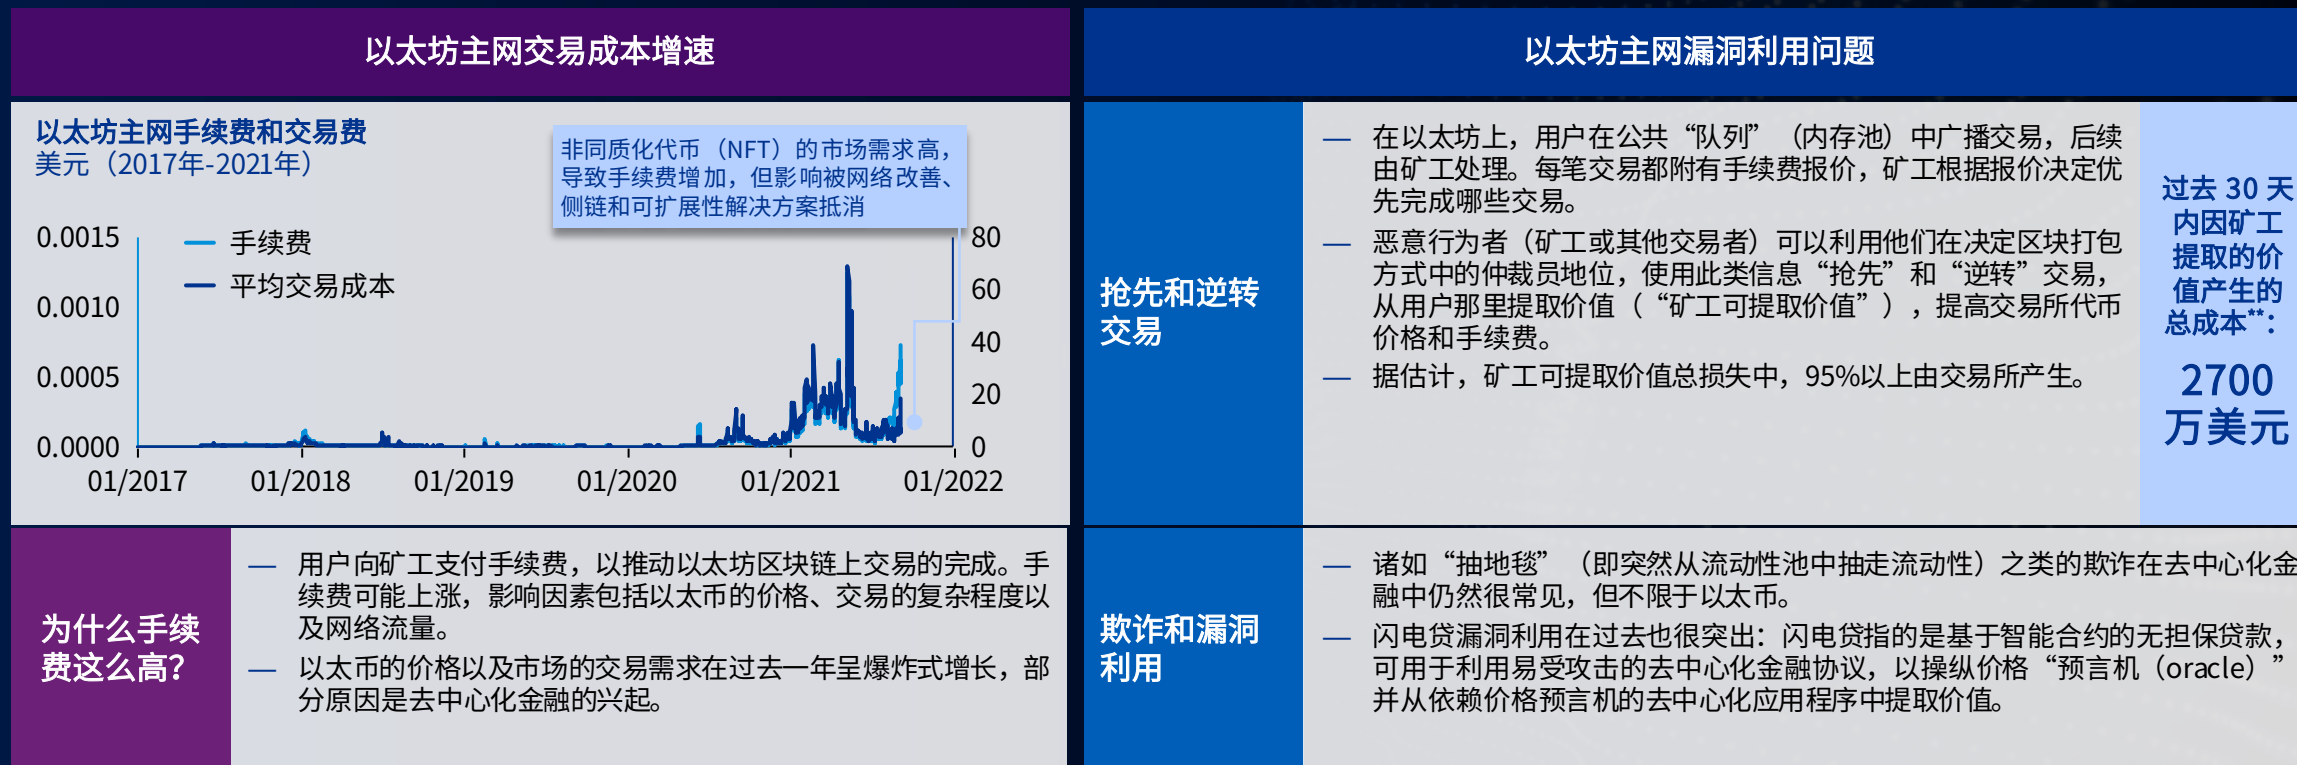 以太坊主网交易成本增速
以太坊主网手续费和交易费
美元（2017年-2021年）
非同质化代币（NFT）的市场需求高，
导致手续费增加，但影响被网络改善、
侧链和可扩展性解决方案抵消
手续费
平均交易成本
0.0015
0.0010
0.0005
0.0000
80
60
40
20
0
01/2017
01/2018
01/2019
01/2020
01/2021
01/2022
为什么手续
费这么高？
— 用户向矿工支付手续费，以推动以太坊区块链上交易的完成。手
续费可能上涨，影响因素包括以太币的价格、交易的复杂程度以
及网络流量。
— 以太币的价格以及市场的交易需求在过去一年呈爆炸式增长，部
分原因是去中心化金融的兴起。
以太坊主网漏洞利用问题
抢先和逆转
交易
— 在以太坊上，用户在公共“队列”（内存池）中广播交易，后续
由矿工处理。每笔交易都附有手续费报价，矿工根据报价决定优
先完成哪些交易。
— 恶意行为者（矿工或其他交易者）可以利用他们在决定区块打包
方式中的仲裁员地位，使用此类信息“抢先”和“逆转”交易，
从用户那里提取价值（“矿工可提取价值”），提高交易所代币
价格和手续费。
— 据估计，矿工可提取价值总损失中，95%以上由交易所产生。
过去 30 天
内因矿工
提取的价
值产生的
总成本**：
2700
万美元
欺诈和漏洞
利用
— 诸如“抽地毯”（即突然从流动性池中抽走流动性）之类的欺诈在去中心化金
融中仍然很常见，但不限于以太币。
— 闪电贷漏洞利用在过去也很突出：闪电贷指的是基于智能合约的无担保贷款，
可用于利用易受攻击的去中心化金融协议，以操纵价格“预言机（oracle）”
并从依赖价格预言机的去中心化应用程序中提取价值。